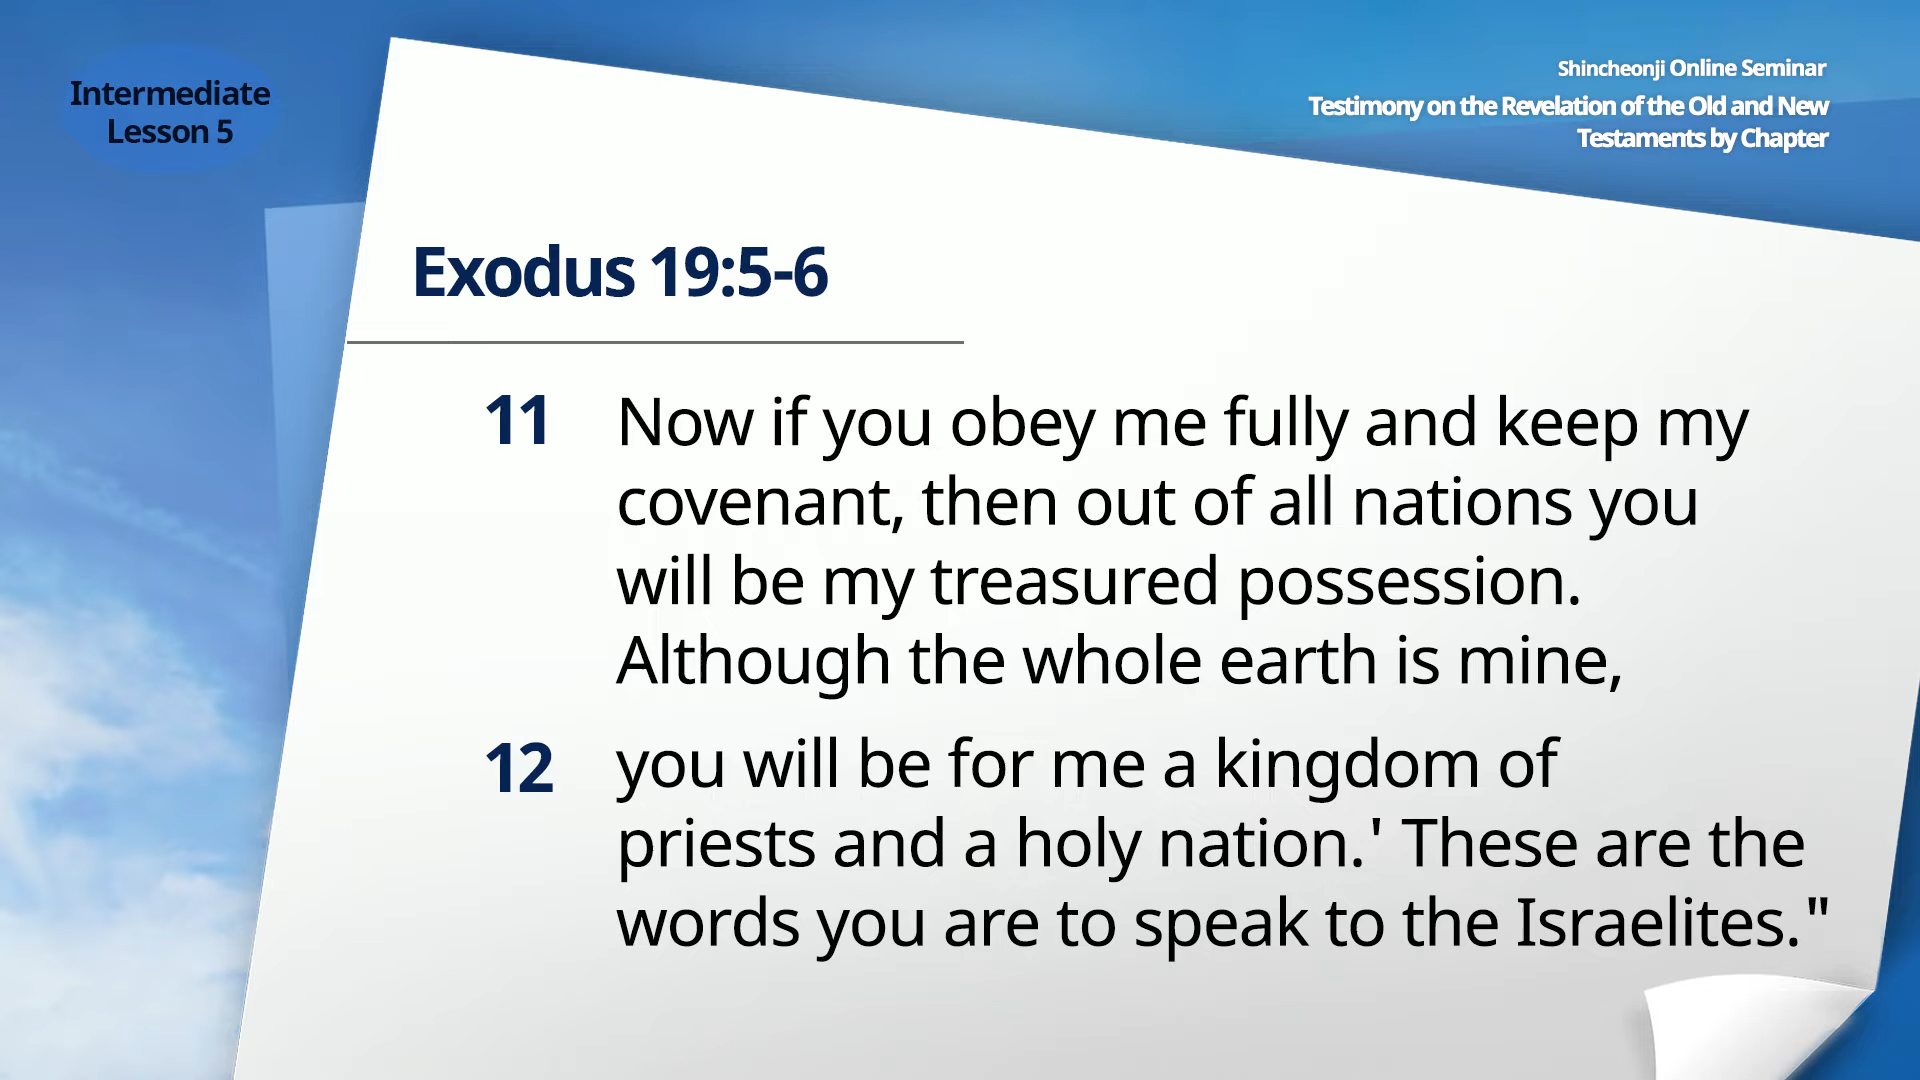 Intermediate
Lesson 5
Shincheonji Online Seminar
Testimony on the Revelation of the Old and New
Testaments by Chapter
Exodus 19:5-6
11 Now if you obey me fully and keep my
covenant, then out of all nations you
will be my treasured possession.
Although the whole earth is mine,
12 you will be for me a kingdom of
priests and a holy nation.' These are the
words you are to speak to the Israelites."